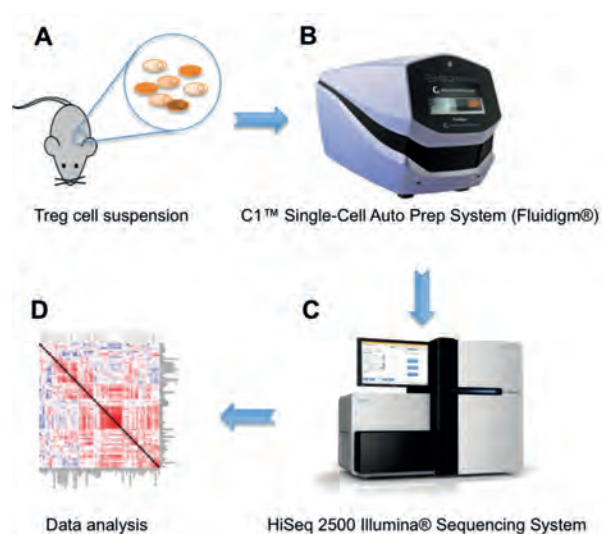 A
B
Treg cell suspension
C1™ Single-Cell Auto Prep System (Fluidigm®)
D
C
Data analysis
HiSeq 2500 Illumina® Sequencing System